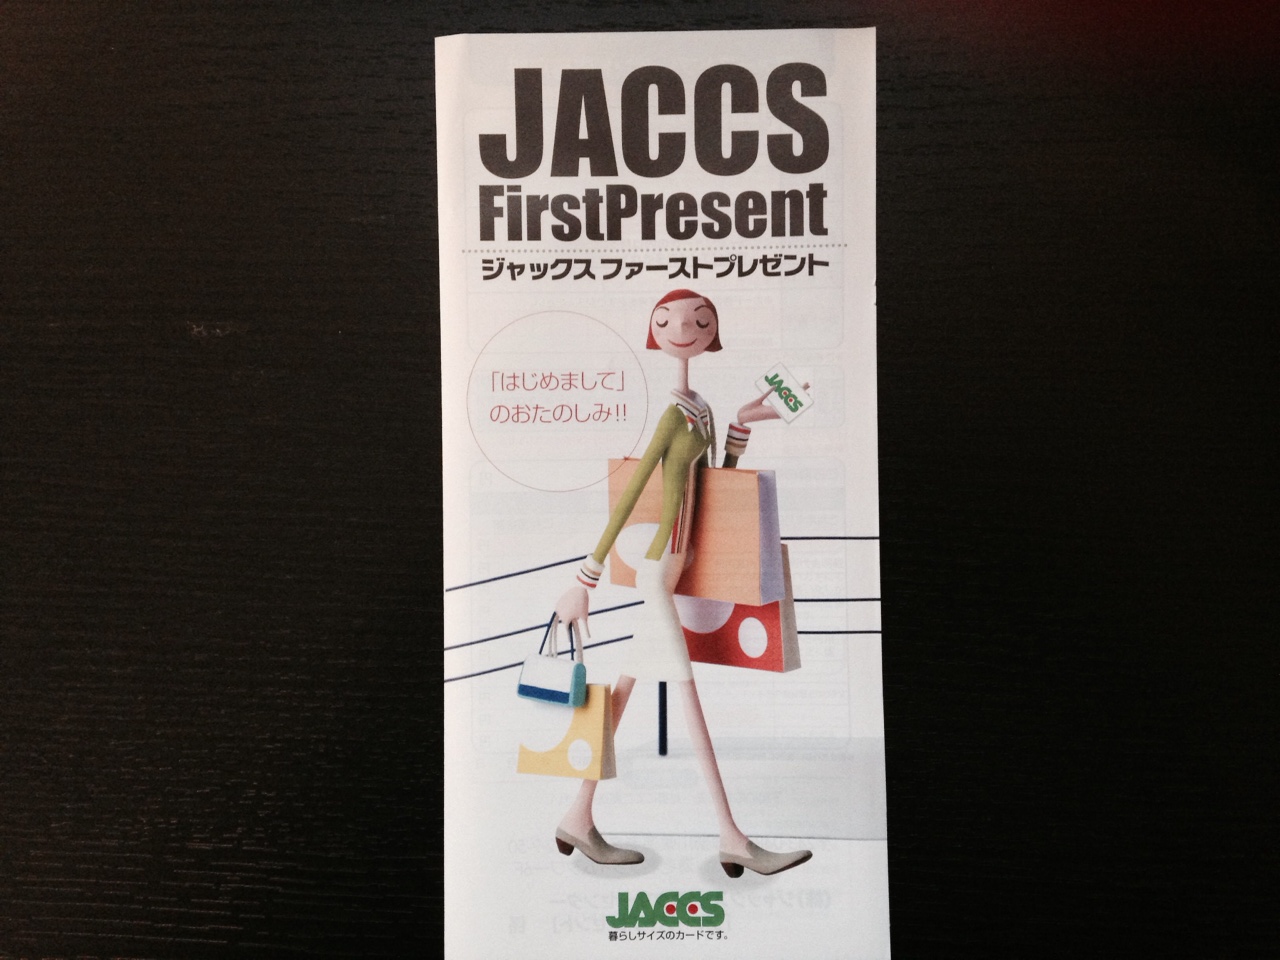 JACCS
FirstPresent
ジャックス ファーストプレゼント
「はじめまして」
のおたのしみ!!
JACCS
JACCS
暮らしサイズのカードです。